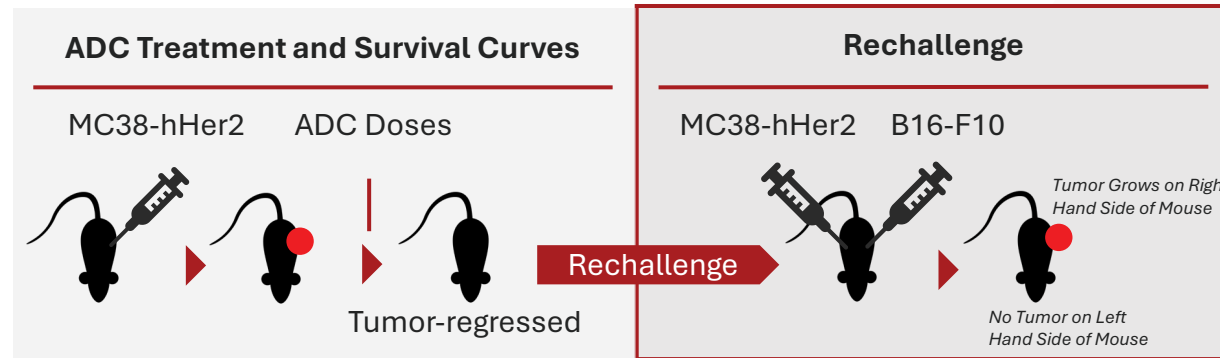 ADC Treatment and Survival Curves
MC38-hHer2 ADC Doses
Tumor-regressed
Rechallenge
Rechallenge
MC38-hHer2 B16-F10
Tumor Grows on Righ
Hand Side of Mouse
No Tumor on Left
Hand Side of Mouse